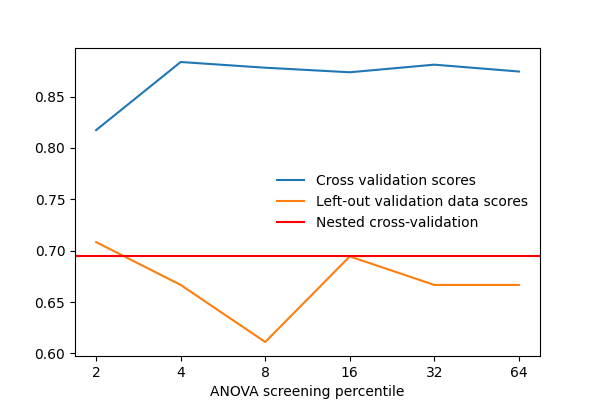 0.85
0.80
0.75
0.70
0.65
0.60
Cross validation scores
Left-out validation data scores
Nested cross-validation
2 4 8 16 32 64
ANOVA screening percentile